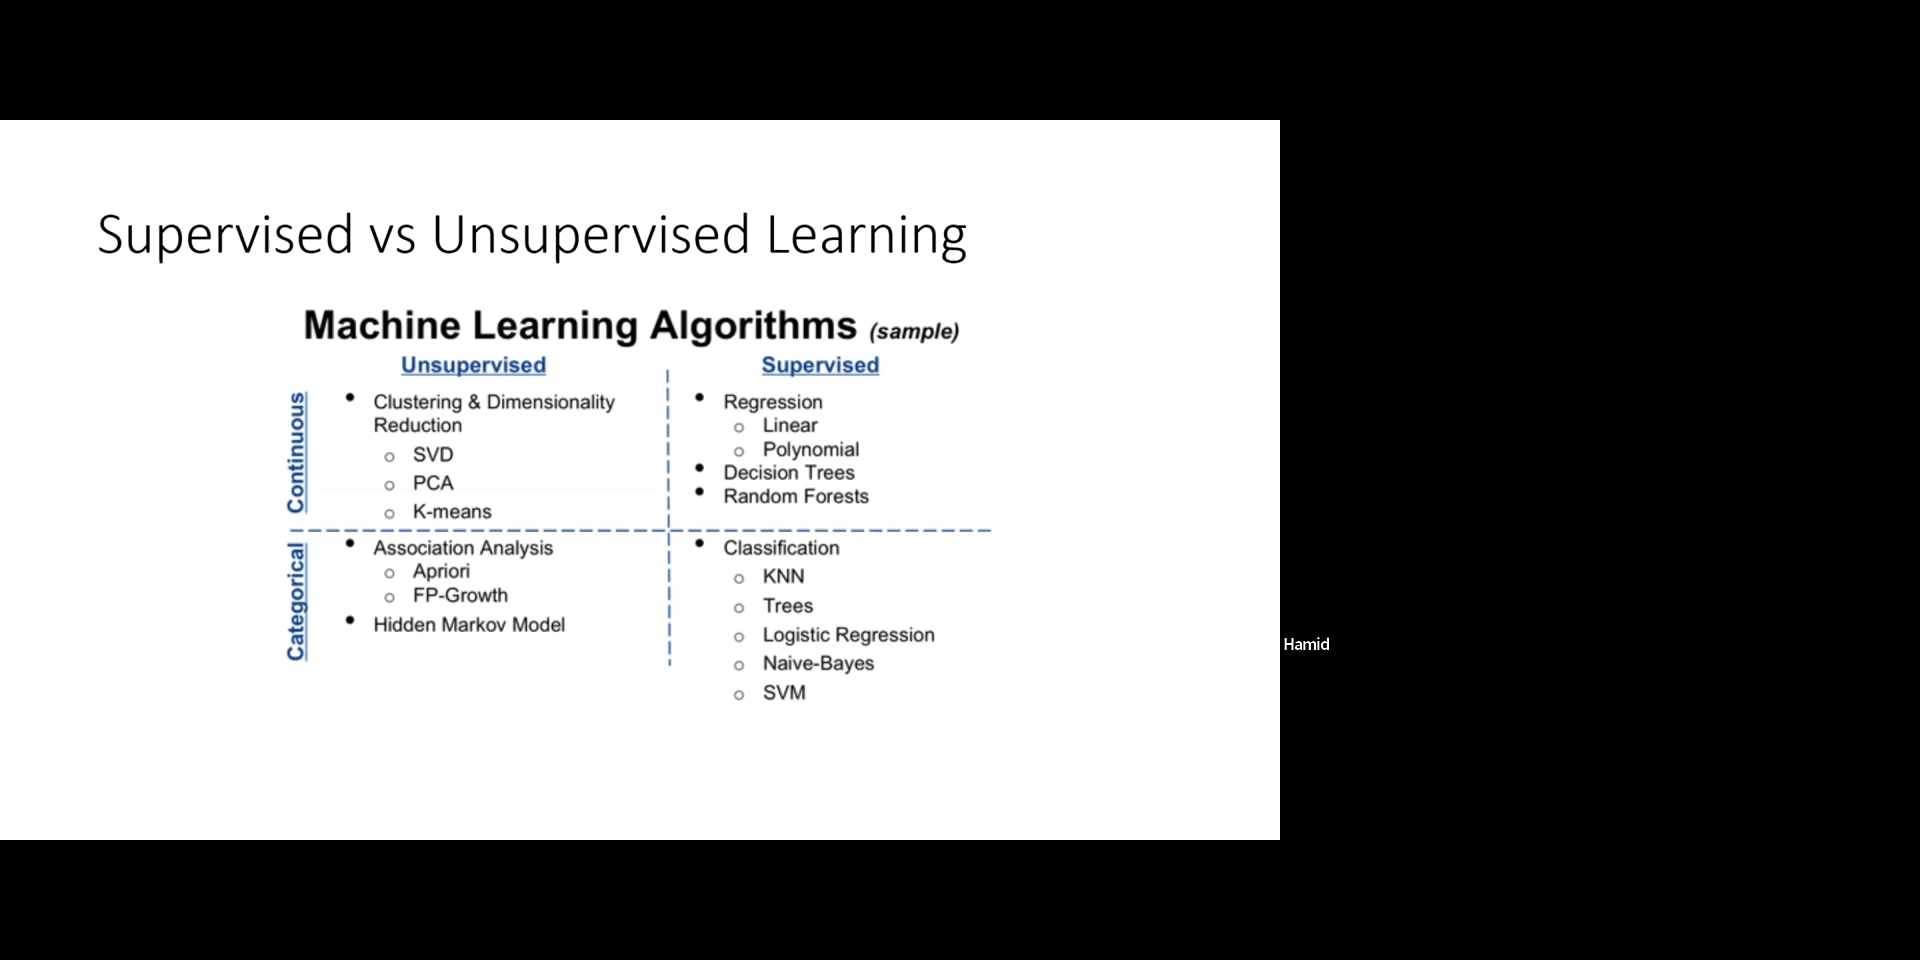 Supervised vs Unsupervised Learning
Machine Learning Algorithms (sample)
Unsupervised
Supervised
Continuous
Clustering & Dimensionality
Reduction
SVD
PCA
K-means
Regression
Linear
Polynomial
Decision Trees
Random Forests
Categorical
Association Analysis
Apriori
FP-Growth
Hidden Markov Model
Classification
KNN
Trees
Logistic Regression
Naive-Bayes
SVM
Hamid